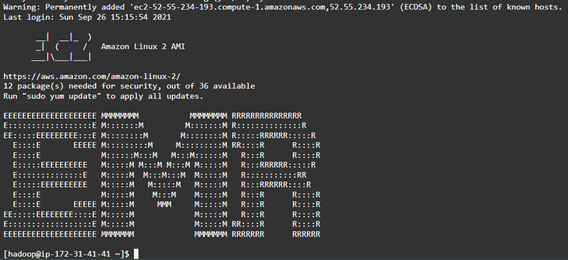 Warning: Permanently added 'ec2-52-55-234-193.compute-1.amazonaws.com,52.55.234.193' (ECDSA) to the list of known hosts.
Last login: Sun Sep 26 15:15:54 2021

       __|  __|_  )
       _|  (     /   Amazon Linux 2 AMI
      ___|\___|___|

https://aws.amazon.com/amazon-linux-2/
12 package(s) needed for security, out of 36 available
Run "sudo yum update" to apply all updates.

EEEEEEEEEEEEEEEEEEEE MMMMMMMM           MMMMMMMM RRRRRRRRRRRRRRR
E::::::::::::::::::E M:::::::M         M:::::::M R::::::::::::::R
EE:::::EEEEEEEEE:::E M::::::::M       M::::::::M R:::::RRRRRR:::::R
  E::::E       EEEEE M:::::::::M     M:::::::::M RR::::R      R::::R
  E::::E             M::::::M:::M   M:::M::::::M   R:::R      R::::R
  E:::::EEEEEEEEEE   M:::::M M:::M M:::M M:::::M   R:::RRRRRR:::::R
  E::::::::::::::E   M:::::M  M:::M:::M  M:::::M   R:::::::::::RR
  E:::::EEEEEEEEEE   M:::::M   M:::::M   M:::::M   R:::RRRRRR::::R
  E::::E             M:::::M    M:::M    M:::::M   R:::R      R::::R
  E::::E       EEEEE M:::::M     MMM     M:::::M   R:::R      R::::R
EE:::::EEEEEEEE::::E M:::::M             M:::::M   R:::R      R::::R
E::::::::::::::::::E M:::::M             M:::::M RR::::R      R::::R
EEEEEEEEEEEEEEEEEEEE MMMMMMM             MMMMMMM RRRRRRR      RRRRRR

[hadoop@ip-172-31-41-41 ~]$